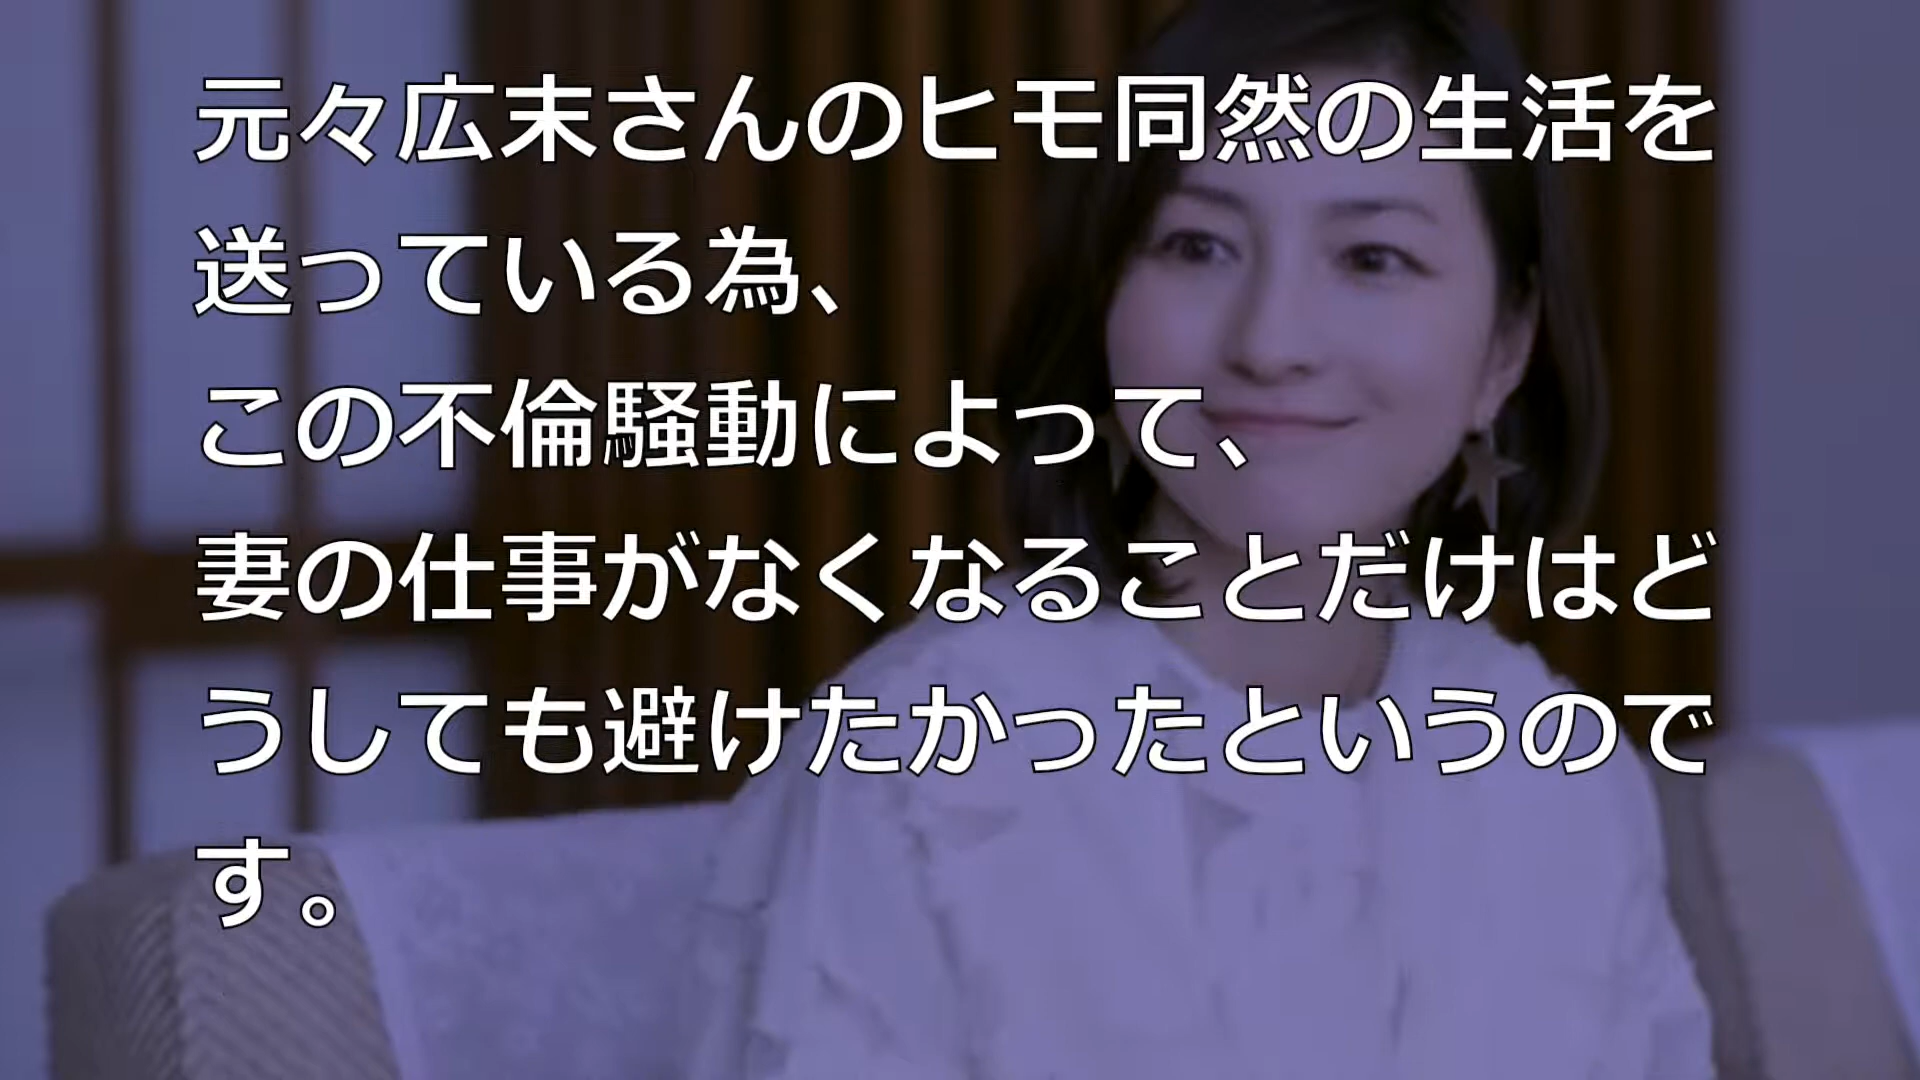 元々広末さんのヒモ同然の生活を
送っている為、
この不倫騒動によって、
妻の仕事がなくなることだけはど
うしても避けたかったというので
す。